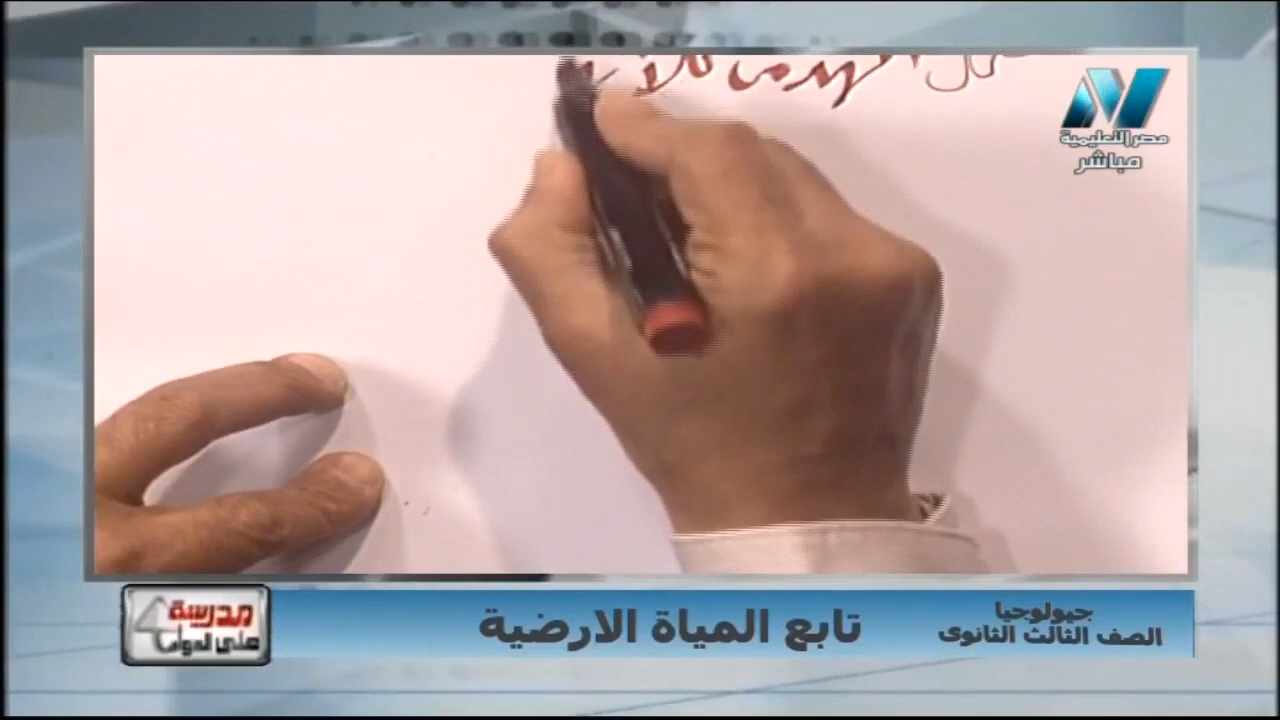 مصر التعليمية
مباشر
جيولوجيا
الصف الثالث الثانوى
تابع المياة الارضية
مدرسة
على الهواء